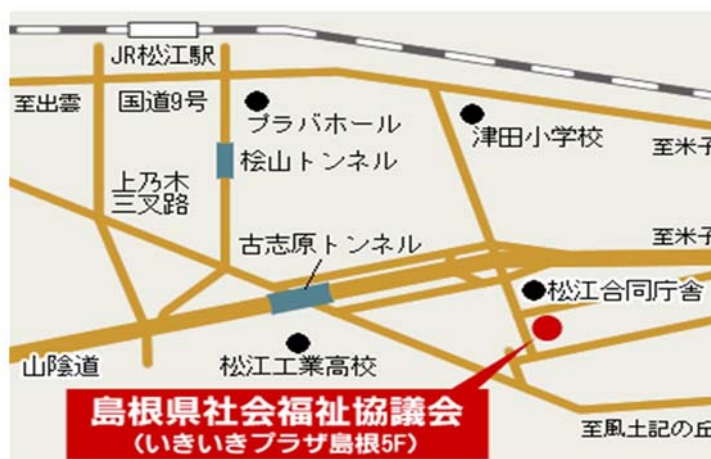 JR松江駅
至出雲
国道9号
プラバホール
津田小学校
至米子
桧山トンネル
上乃木
三叉路
至米子
古志原トンネル
松江合同庁舎
山陰道
松江工業高校
島根県社会福祉協議会
(いきいきプラザ島根5F)
至風土記の丘